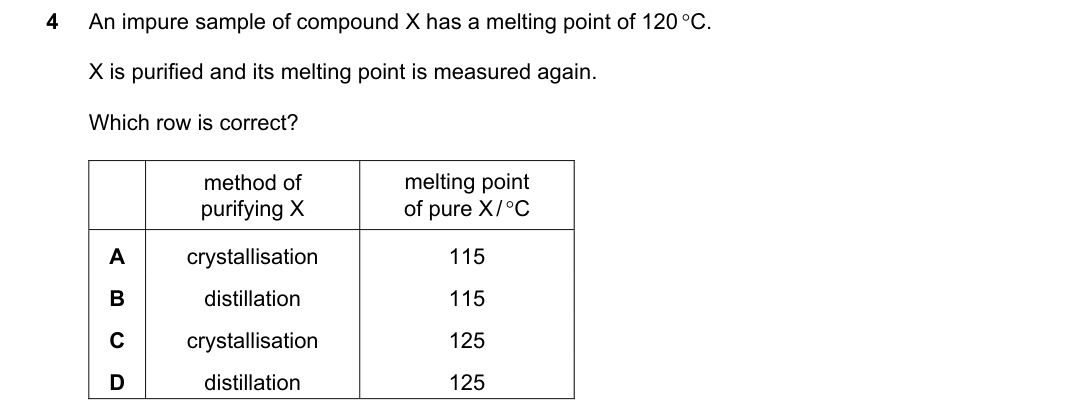 4 An impure sample of compound X has a melting point of 120 °C.
X is purified and its melting point is measured again.
Which row is correct?
method of melting point
purifying X of pure X / °C
A crystallisation 115
B distillation 115
C crystallisation 125
D distillation 125